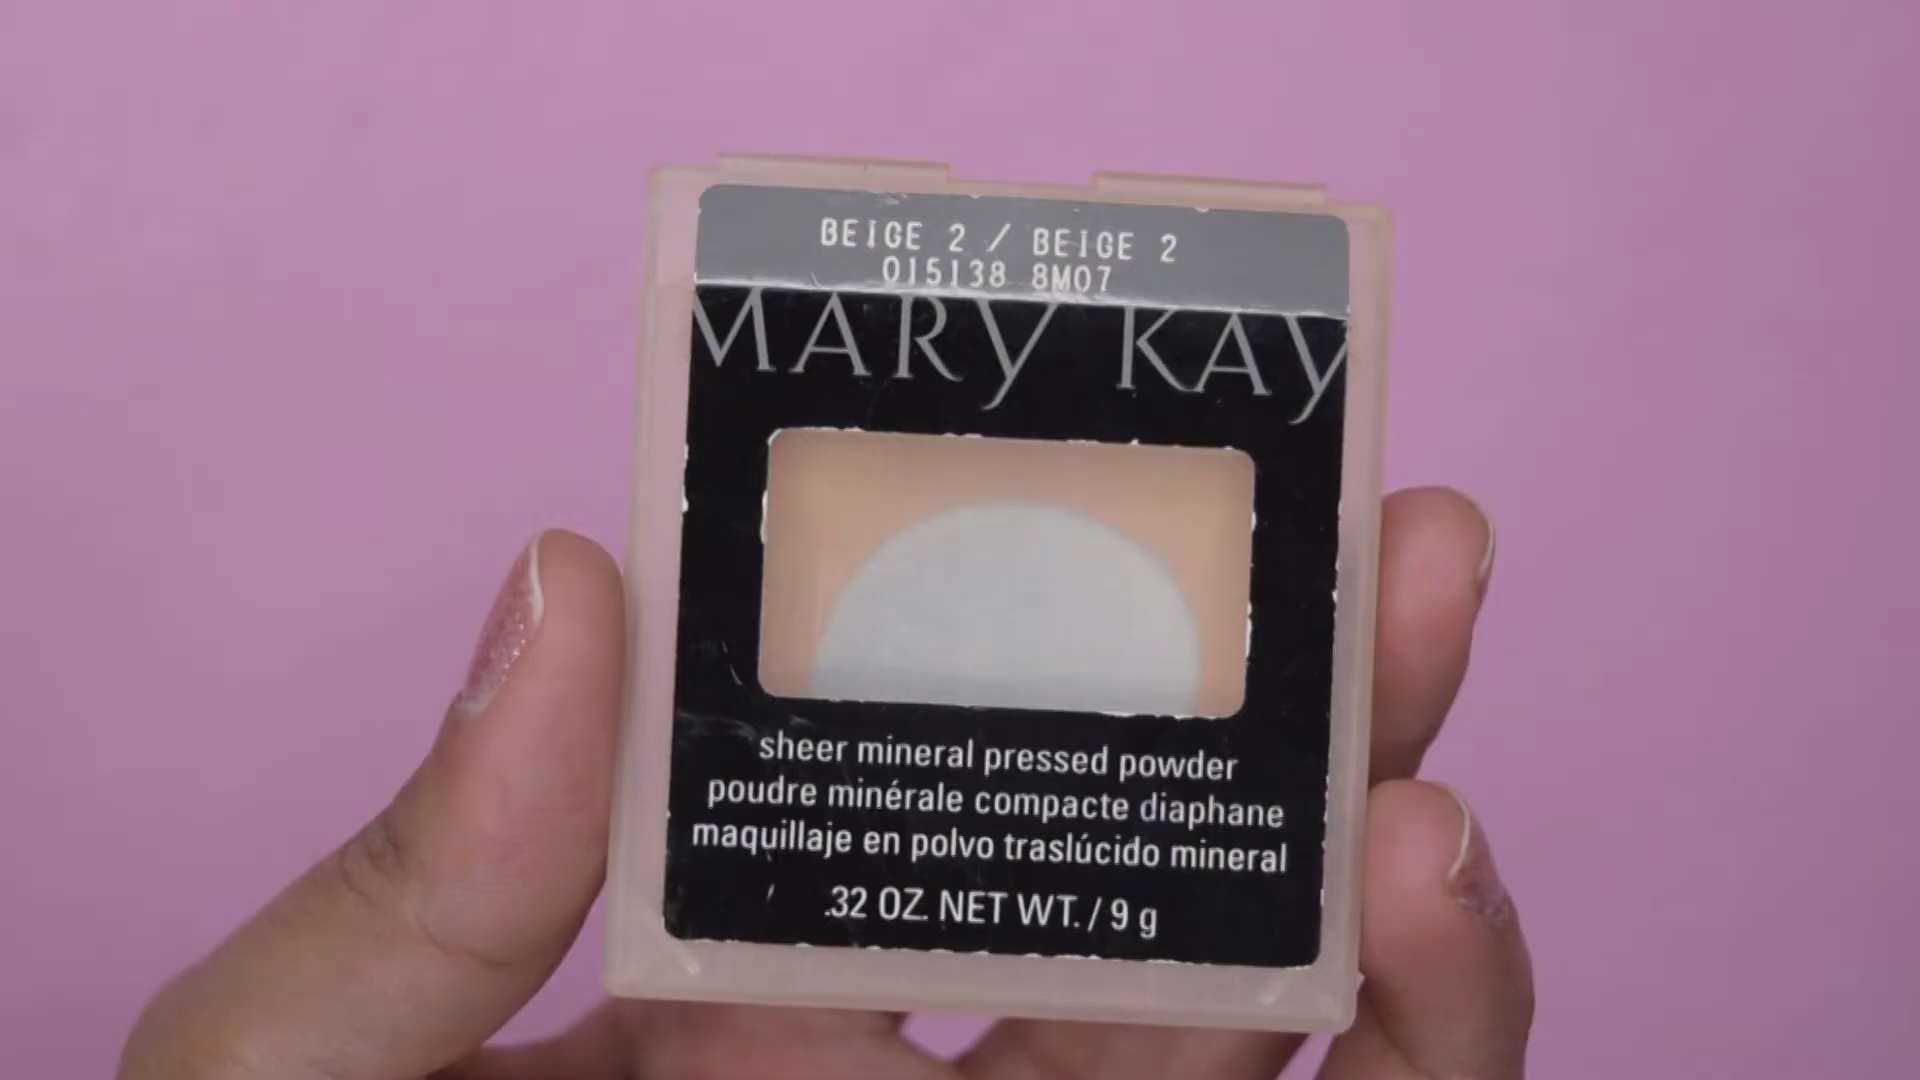 BEIGE 2 / BEIGE 2
015138 8M07
MARY KAY
sheer mineral pressed powder
poudre minérale compacte diaphane
maquillaje en polvo traslúcido mineral
.32 OZ. NET WT. / 9 g